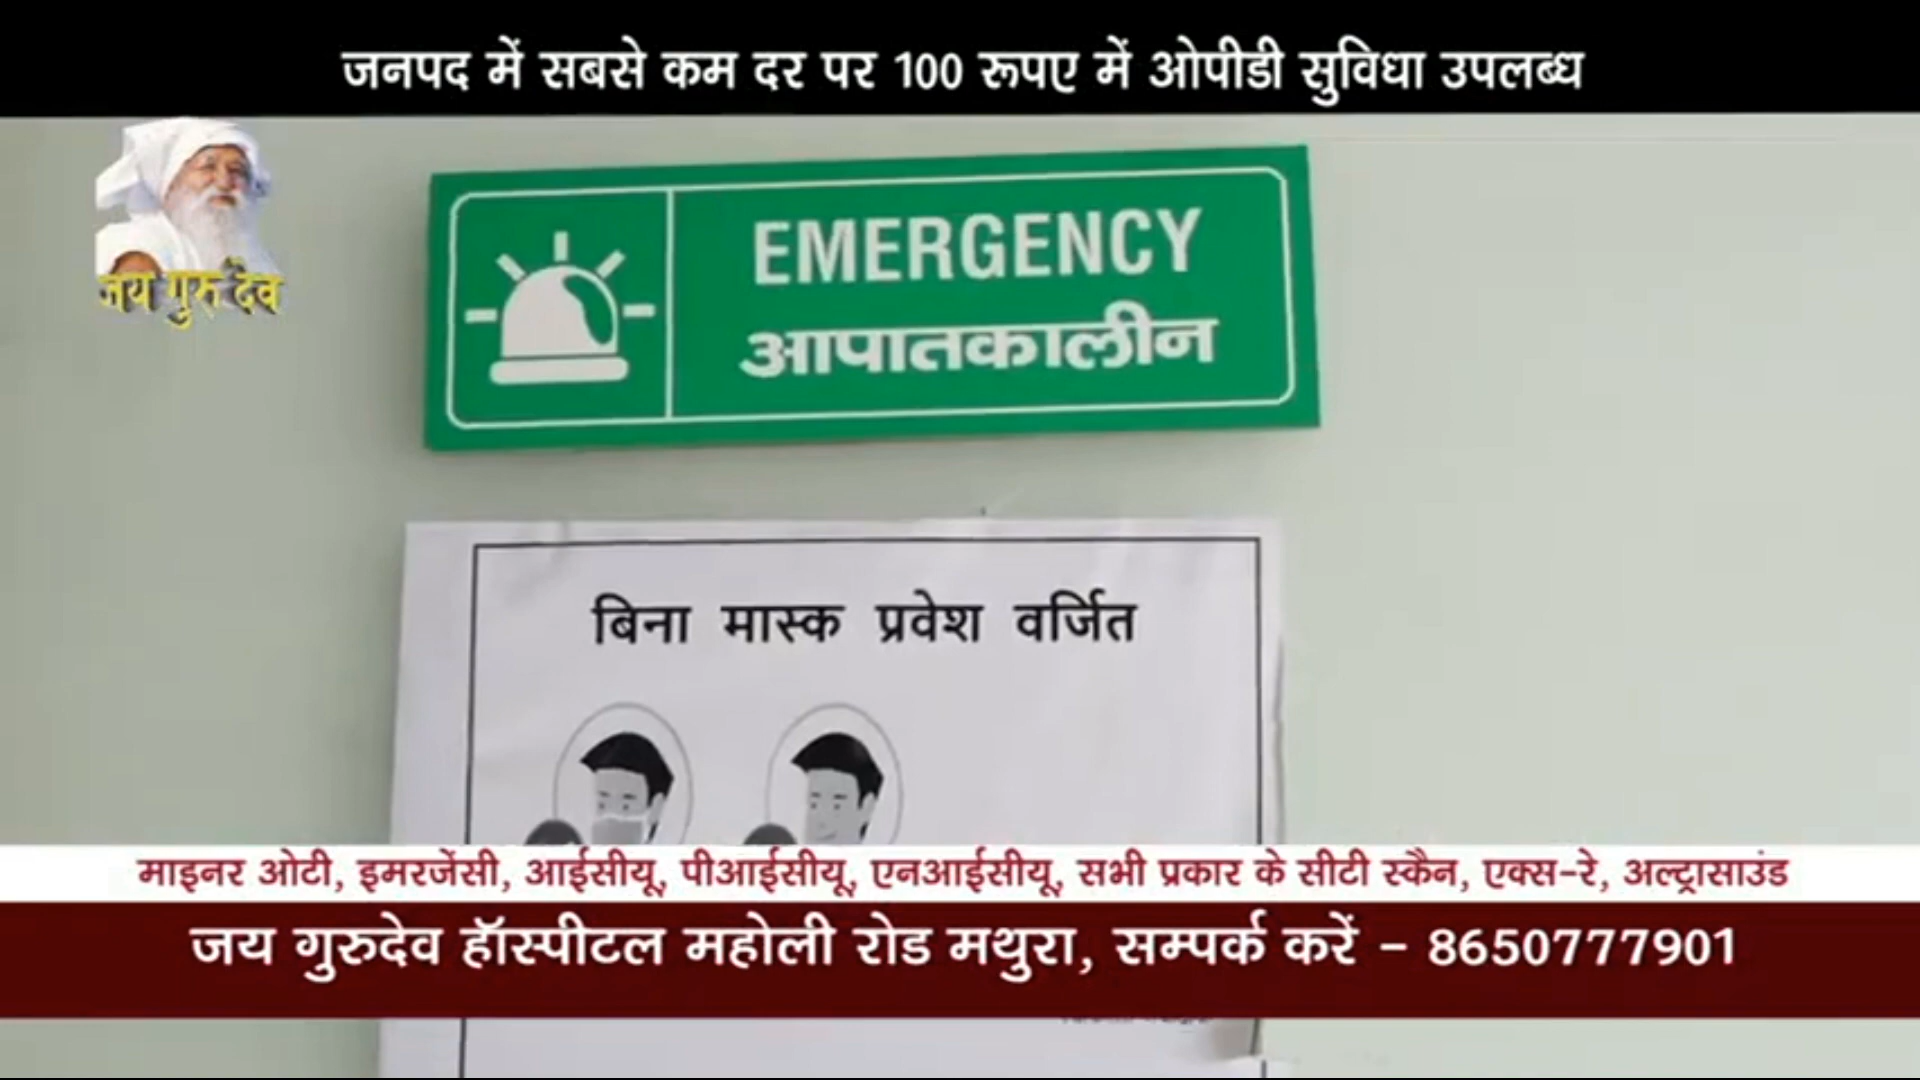 जनपद में सबसे कम दर पर 100 रूपए में ओपीडी सुविधा उपलब्ध
जय गुरु देव
EMERGENCY
आपातकालीन
बिना मास्क प्रवेश वर्जित
माइनर ओटी, इमरजेंसी, आईसीयू, पीआईसीयू, एनआईसीयू, सभी प्रकार के सीटी स्कैन, एक्स-रे, अल्ट्रासाउंड
जय गुरुदेव हॉस्पीटल महोली रोड मथुरा, सम्पर्क करें - 8650777901